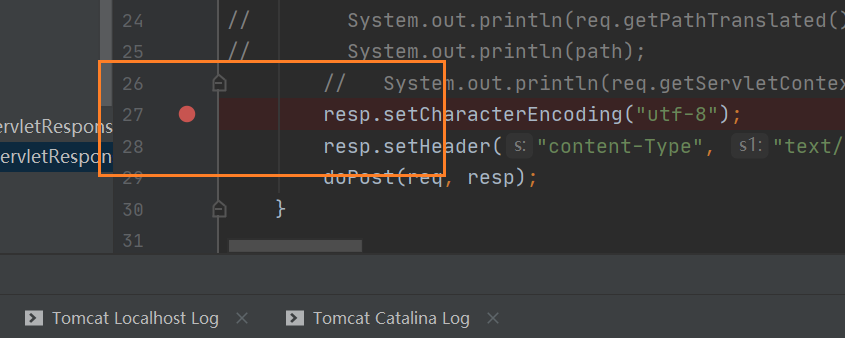 24 // System.out.println(req.getPathTranslated()
25 // System.out.println(path);
26 // System.out.println(req.getServletContex
27 resp.setCharacterEncoding("utf-8");
ervletRespons
28 resp.setHeader( s: "content-Type", s1: "text/
ervletRespon
29 doPost(req, resp);
30 }
31
Tomcat Localhost Log × Tomcat Catalina Log ×